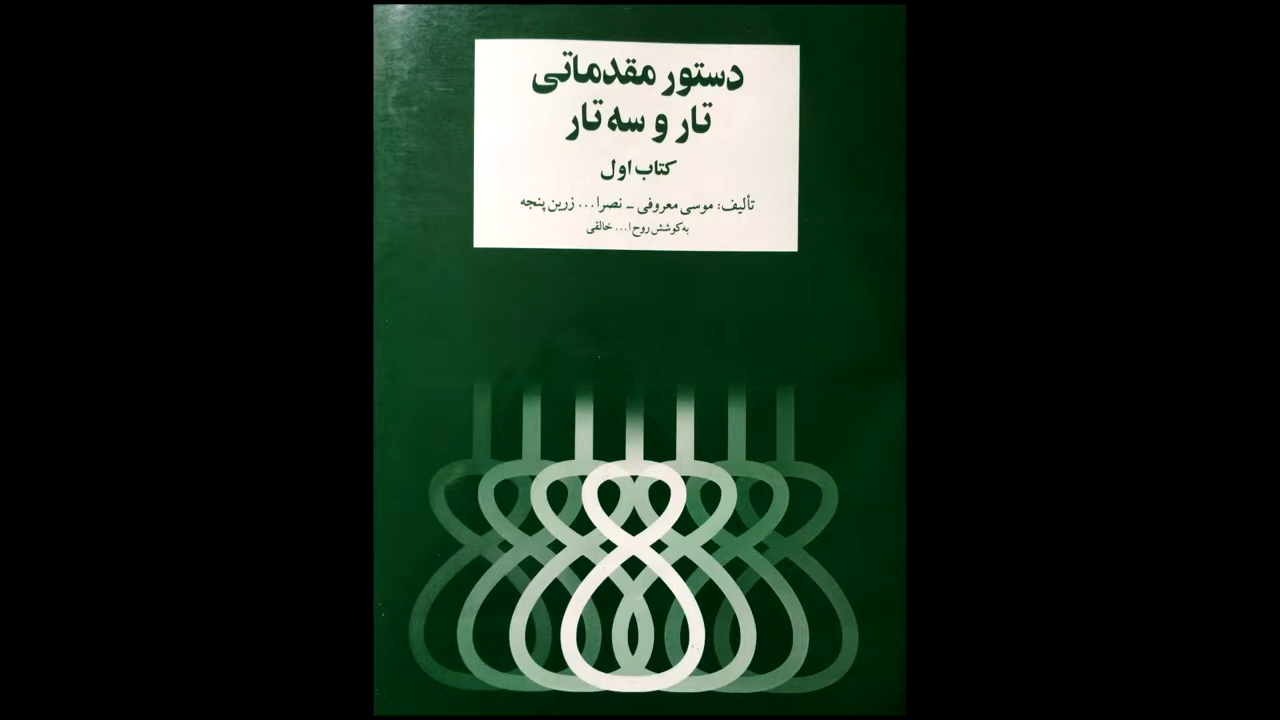 دستور مقدماتی
تار و سه تار
کتاب اول
تألیف: موسی معروفی ـ نصرا... زرین پنجه
به کوشش روح ا... خالقی